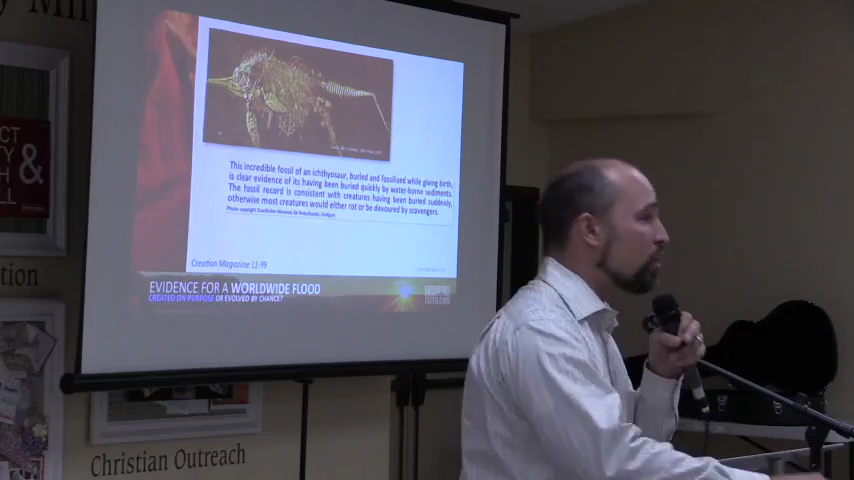 This incredible fossil of an ichthyosaur, buried and fossilized while giving birth,
is clear evidence of its having been buried quickly by water-borne sediments.
The fossil record is consistent with creatures having been buried suddenly,
otherwise most creatures would either rot or be devoured by scavengers.
Creation Magazine 12-99
EVIDENCE FOR A WORLDWIDE FLOOD
CREATED ON PURPOSE OR EVOLVED BY CHANCE?
FAITH.COM
&
Christian Outreach